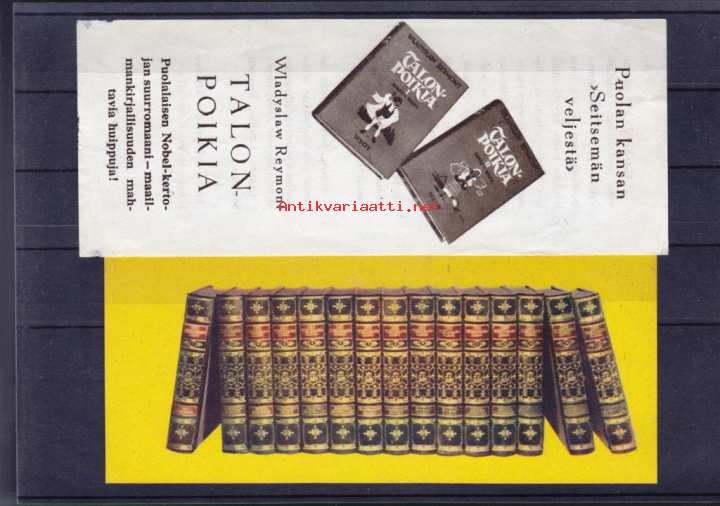 Puolan kansan
›Seitsemän
veljestä›
TALON-
POIKIA
TALON-
POIKIA
Wladyslaw Reymont
TALON-
POIKIA
Puolalaisen Nobel-kerto-
jan suurromaani – maail-
mankirjallisuuden mah-
tavia huippuja!
Antikvariaatti.net